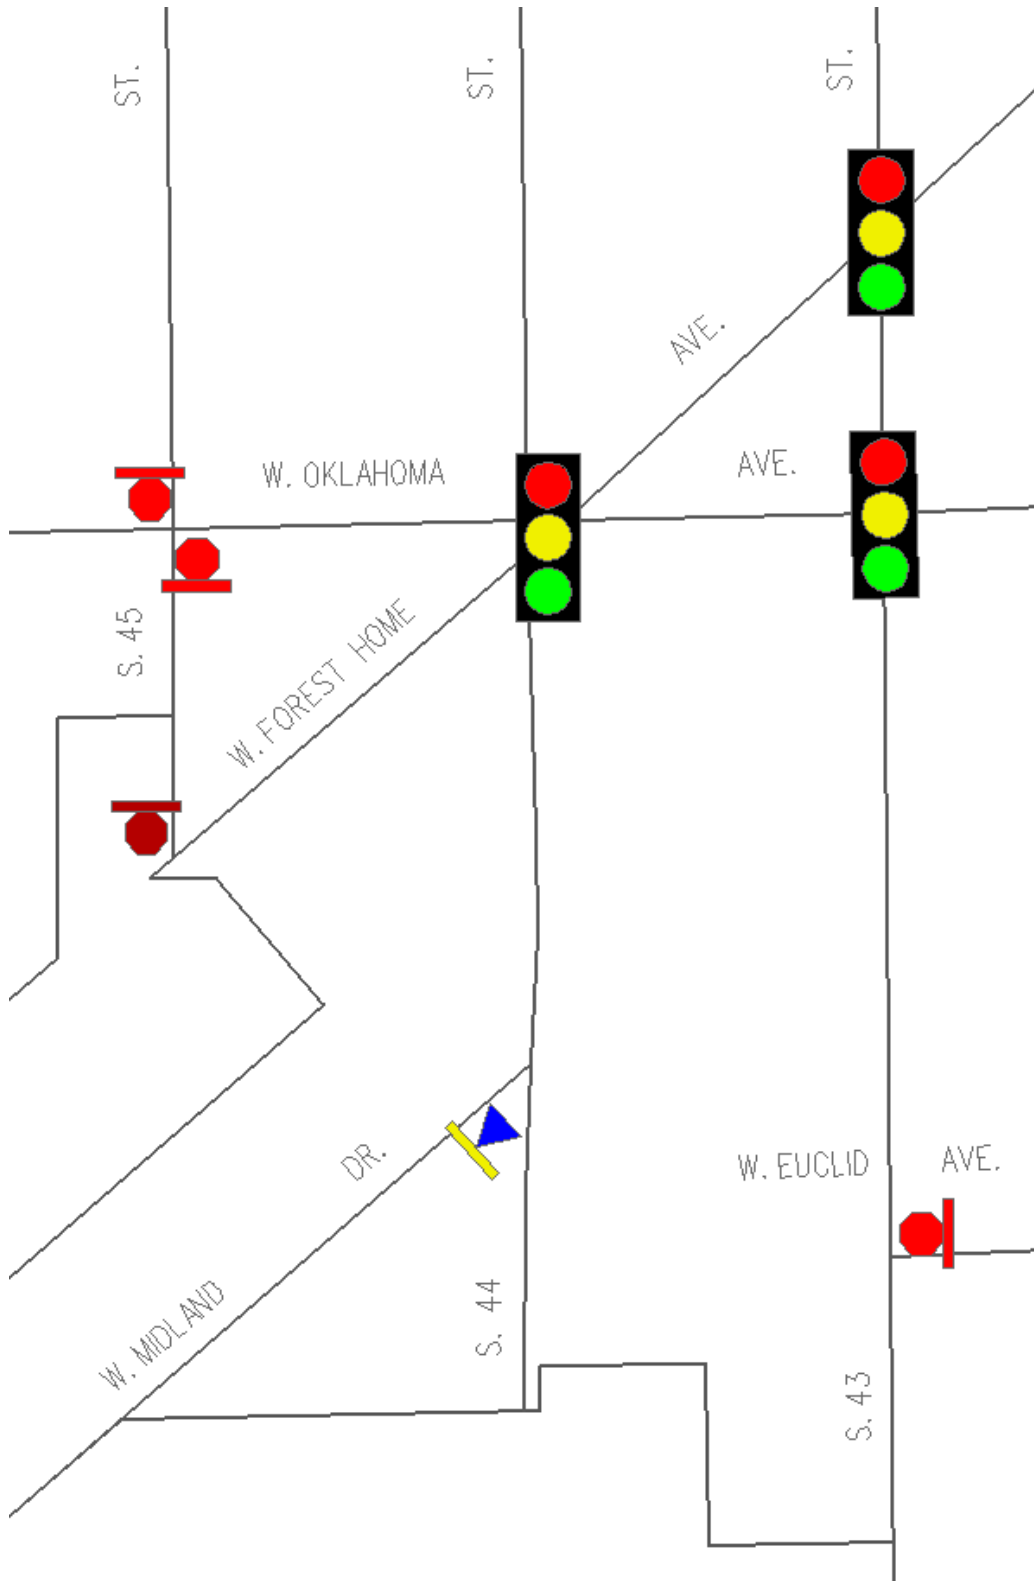 ST.
ST.
ST.
AVE.
W. OKLAHOMA
AVE.
S. 45
W. FOREST HOME
DR.
W. EUCLID
AVE.
W. MIDLAND
S. 44
S. 43